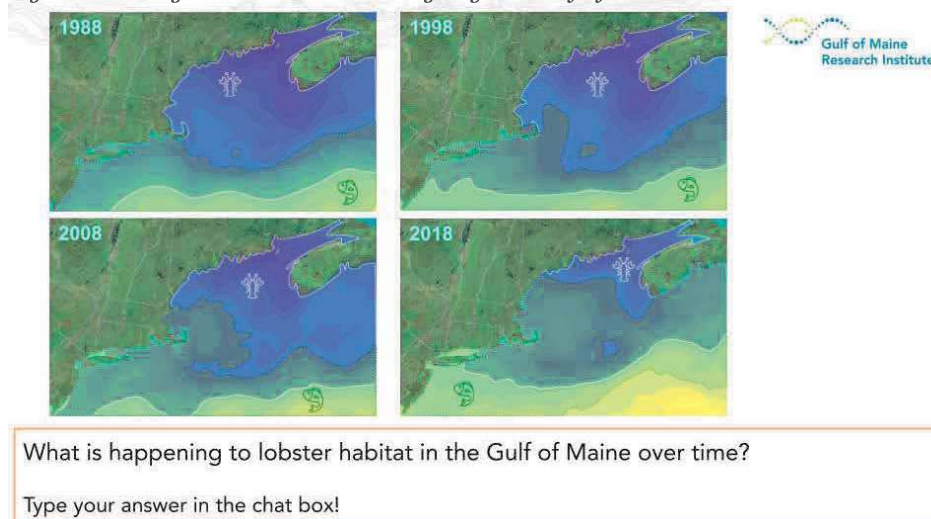 1988
1998
Gulf of Maine
Research Institute
2008
2018
What is happening to lobster habitat in the Gulf of Maine over time?
Type your answer in the chat box!